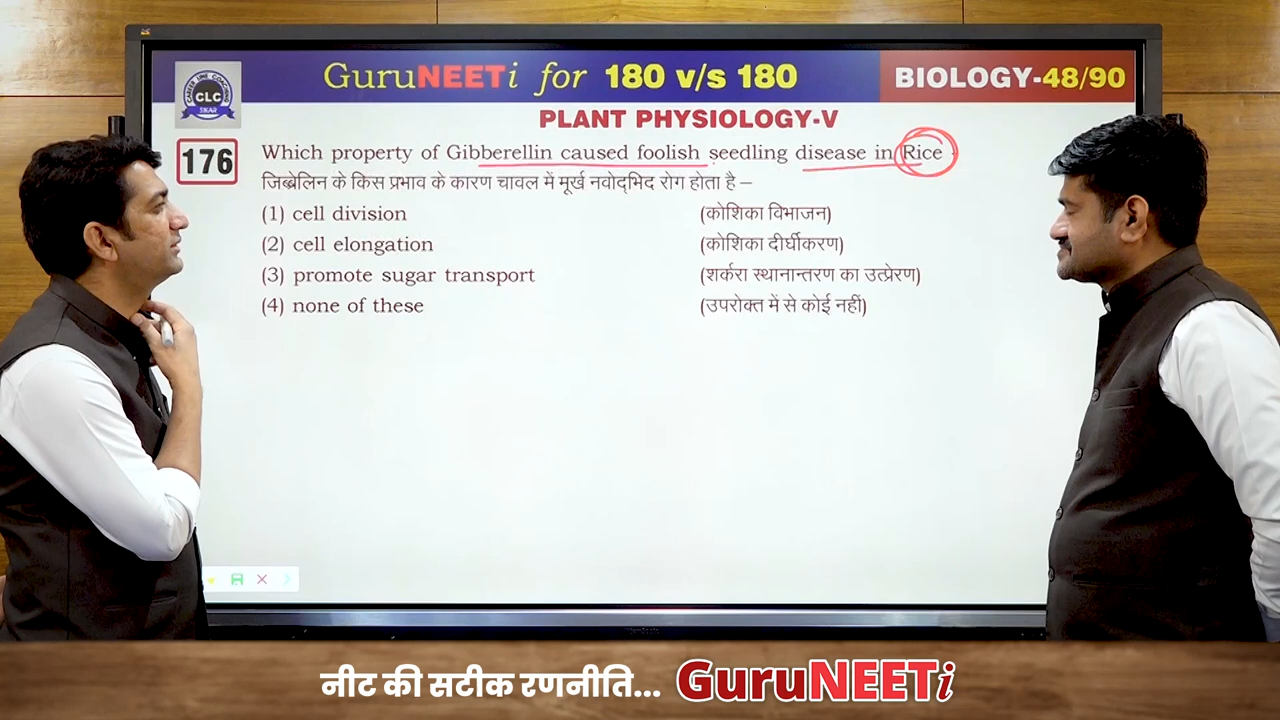 GuruNEETi for 180 v/s 180
BIOLOGY-48/90
CLC
SIKAR
PLANT PHYSIOLOGY-V
176
Which property of Gibberellin caused foolish seedling disease in Rice -
जिब्रेलिन के किस प्रभाव के कारण चावल में मूर्ख नवोद्भिद रोग होता है –
(1) cell division (कोशिका विभाजन)
(2) cell elongation (कोशिका दीर्घीकरण)
(3) promote sugar transport (शर्करा स्थानान्तरण का उत्प्रेरण)
(4) none of these (उपरोक्त में से कोई नहीं)
नीट की सटीक रणनीति... GuruNEETi